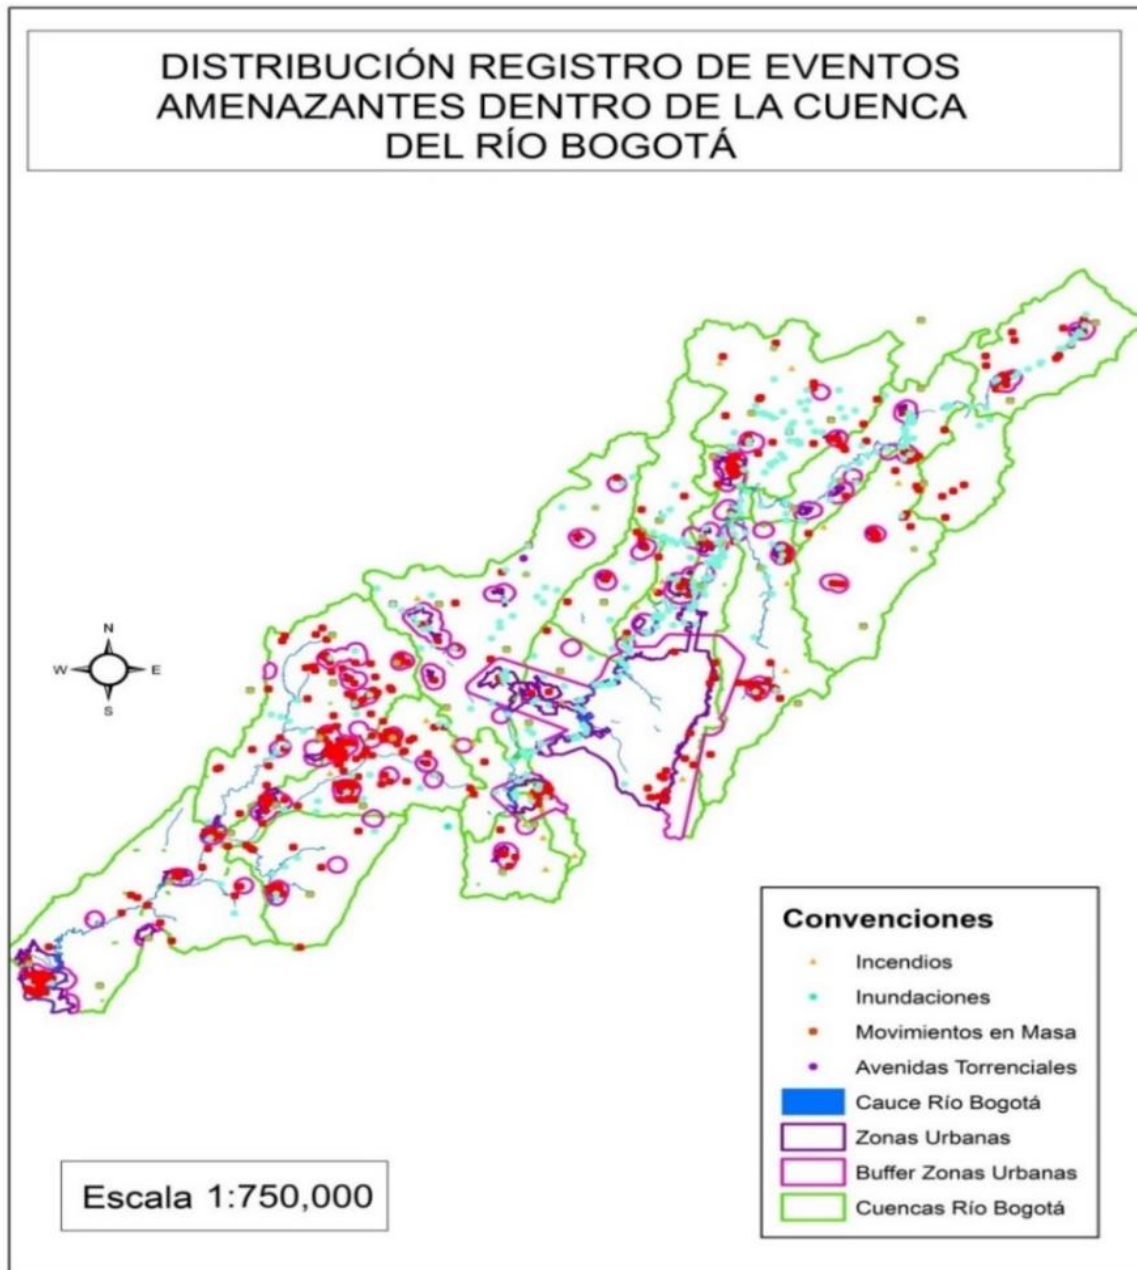 DISTRIBUCIÓN REGISTRO DE EVENTOS
AMENAZANTES DENTRO DE LA CUENCA
DEL RÍO BOGOTÁ
N
W
E
S
Convenciones
Incendios
Inundaciones
Movimientos en Masa
Avenidas Torrenciales
Cauce Río Bogotá
Zonas Urbanas
Buffer Zonas Urbanas
Cuencas Río Bogotá
Escala 1:750,000